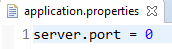 application.properties
1 server.port = 0